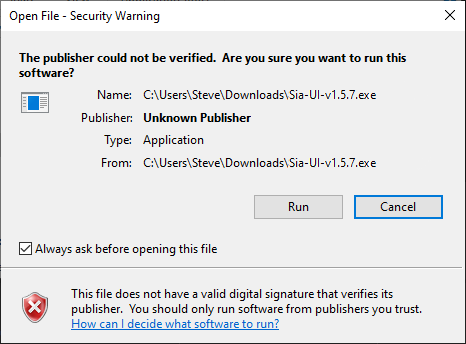 Open File - Security Warning
The publisher could not be verified. Are you sure you want to run this
software?
Name: C:\Users\Steve\Downloads\Sia-UI-v1.5.7.exe
Publisher: Unknown Publisher
Type: Application
From: C:\Users\Steve\Downloads\Sia-UI-v1.5.7.exe
Run Cancel
Always ask before opening this file
This file does not have a valid digital signature that verifies its
publisher. You should only run software from publishers you trust.
How can I decide what software to run?